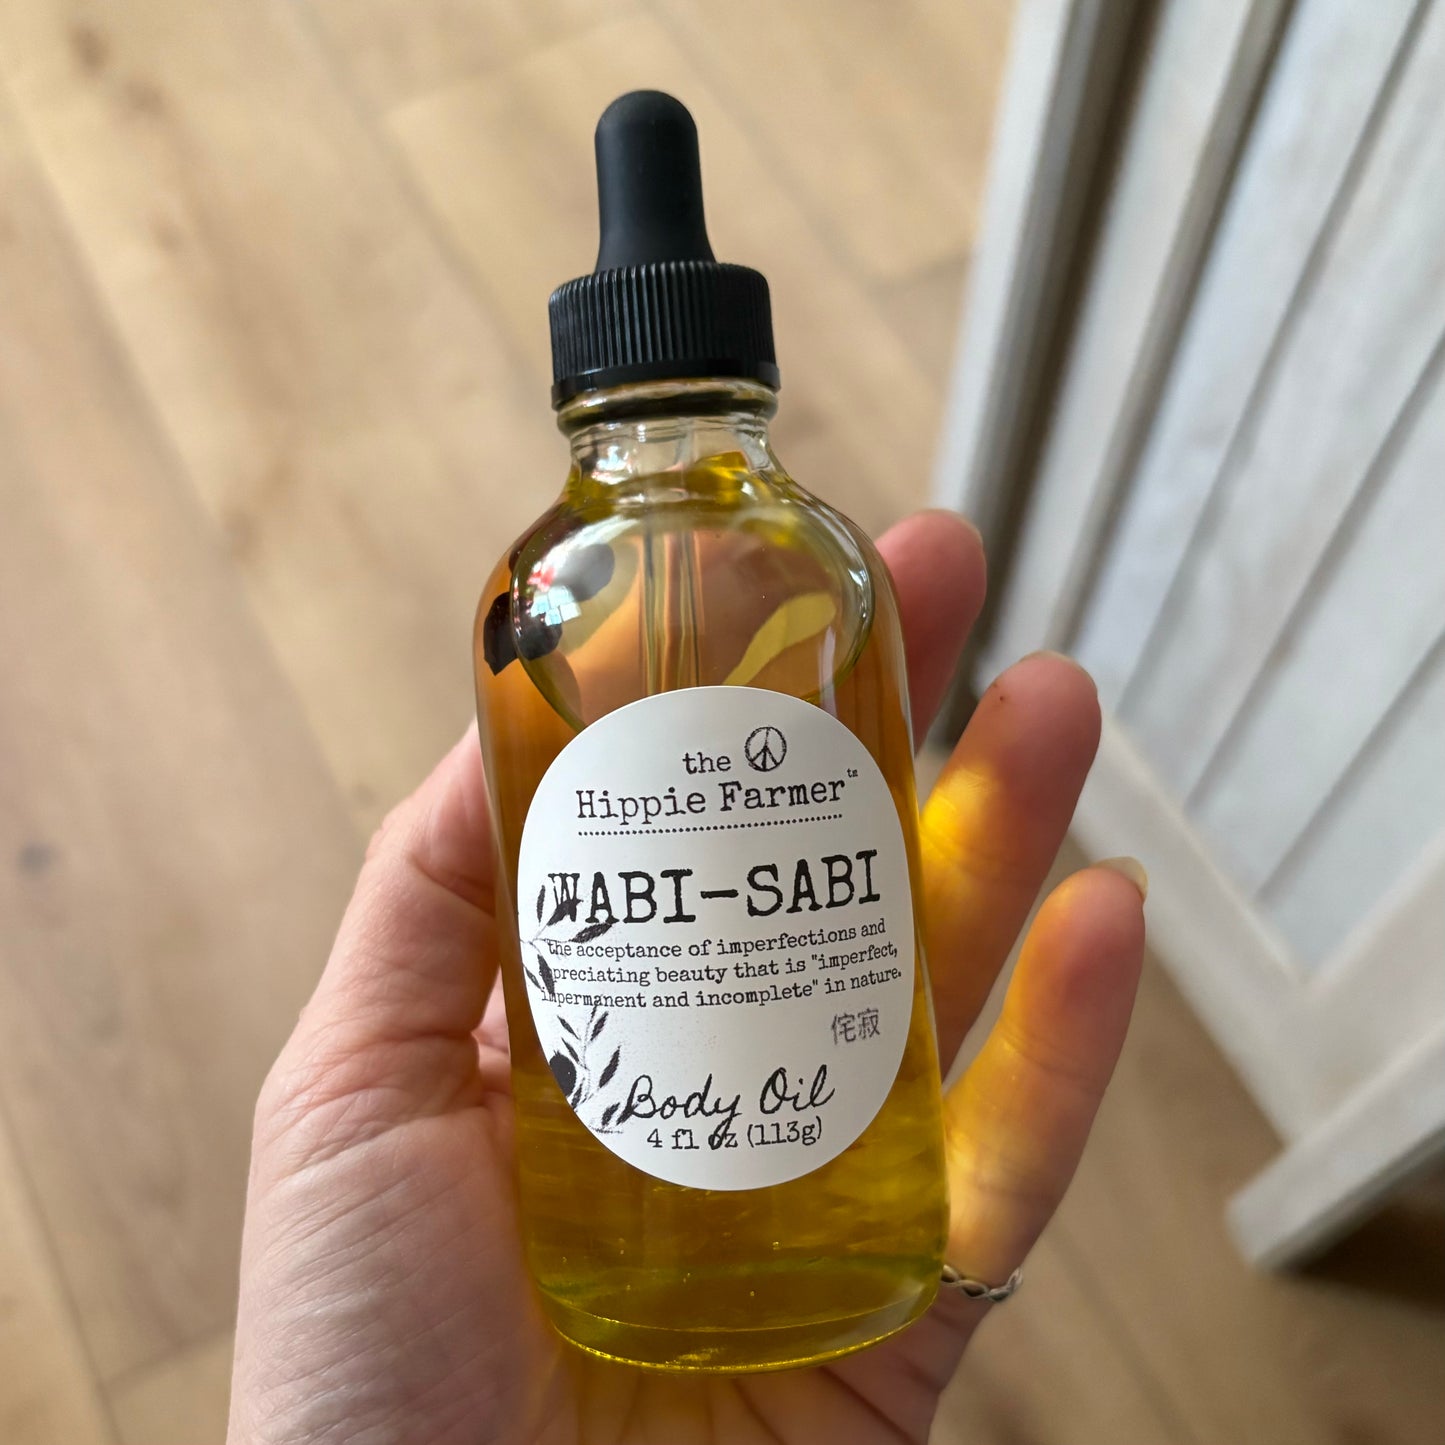 the
Hippie Farmer™
WABI-SABI
the acceptance of imperfections and
appreciating beauty that is "imperfect,
impermanent and incomplete" in nature.
侘寂
Body Oil
4 fl oz (113g)